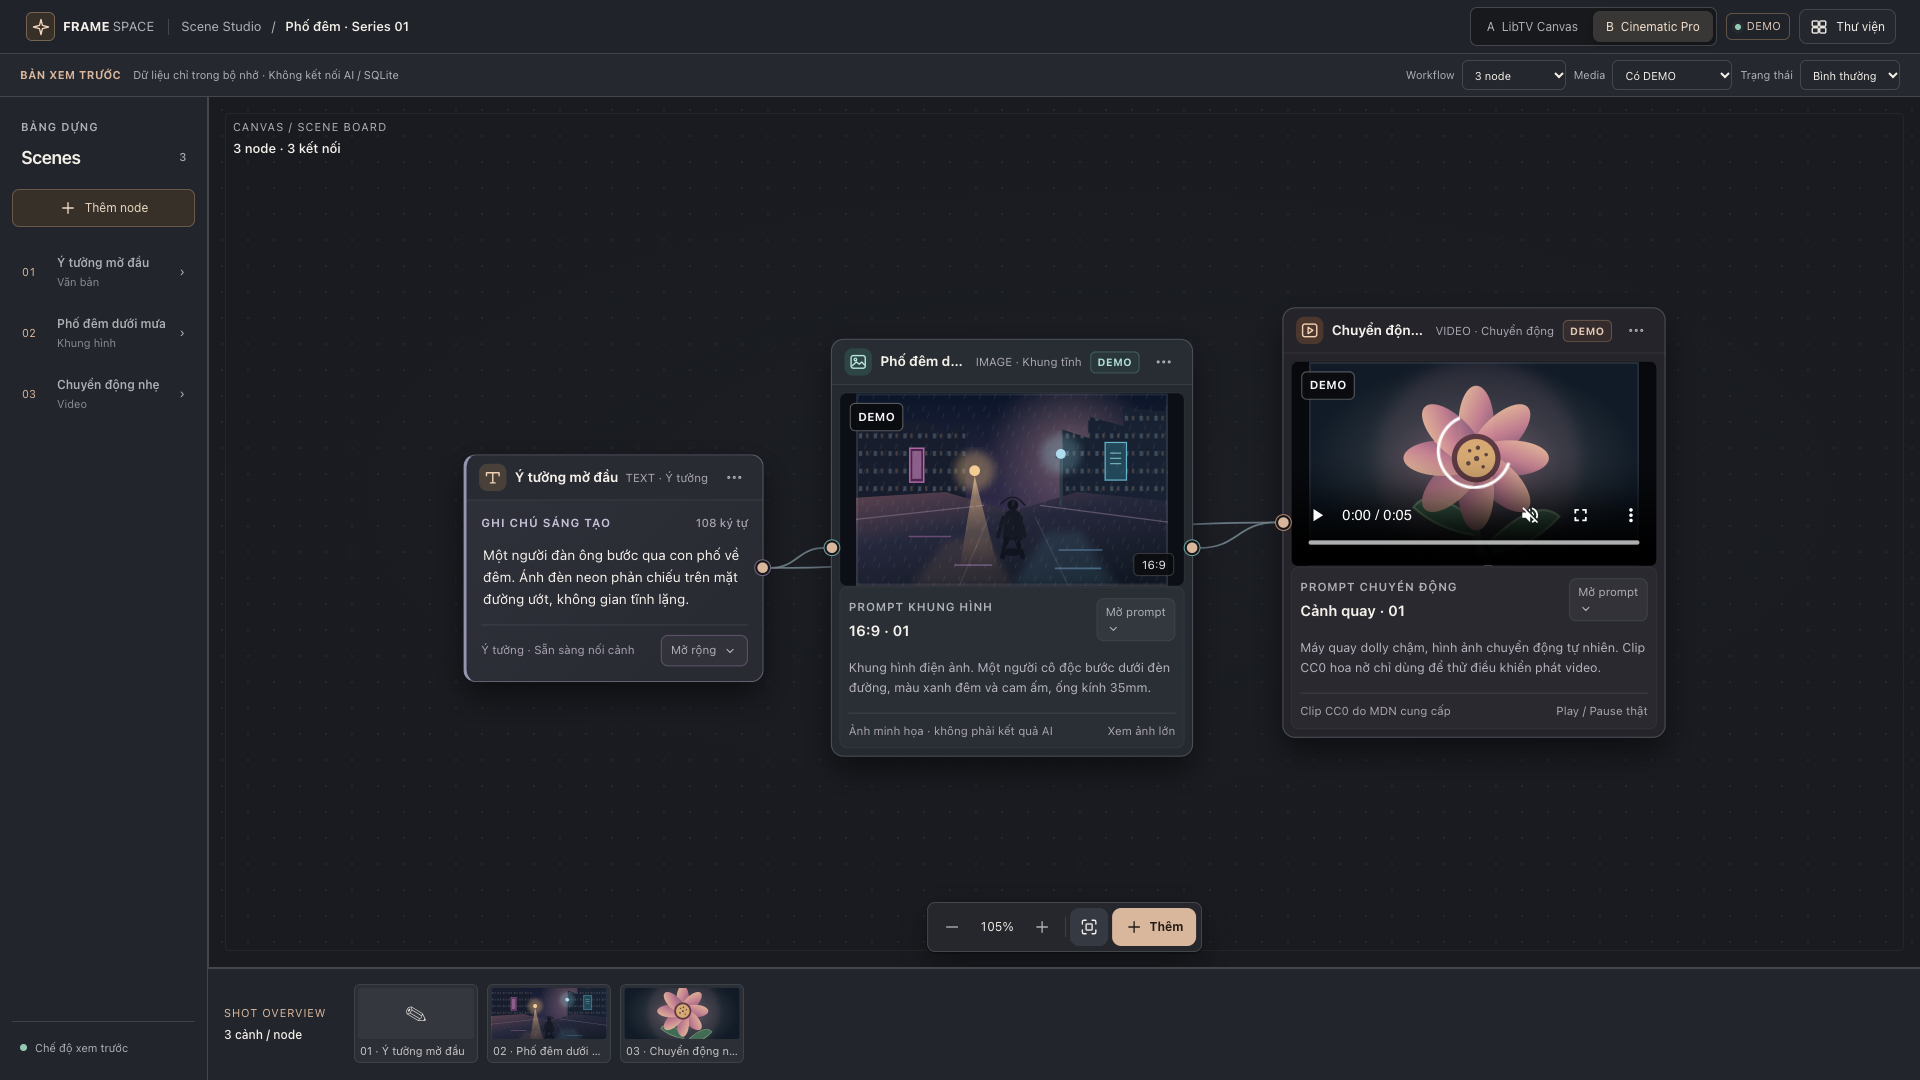 FRAME SPACE
Scene Studio / Phố đêm · Series 01
A LibTV Canvas
B Cinematic Pro
DEMO
Thư viện
BẢN XEM TRƯỚC
Dữ liệu chỉ trong bộ nhớ · Không kết nối AI / SQLite
Workflow
3 node
Media
Có DEMO
Trạng thái
Bình thường
BẢNG DỰNG
Scenes
3
Thêm node
01
Ý tưởng mở đầu
Văn bản
02
Phố đêm dưới mưa
Khung hình
03
Chuyển động nhẹ
Video
Chế độ xem trước
CANVAS / SCENE BOARD
3 node · 3 kết nối
Ý tưởng mở đầu
TEXT · Ý tưởng
GHI CHÚ SÁNG TẠO
108 ký tự
Một người đàn ông bước qua con phố về
đêm. Ánh đèn neon phản chiếu trên mặt
đường ướt, không gian tĩnh lặng.
Ý tưởng · Sẵn sàng nối cảnh
Mở rộng
Phố đêm d...
IMAGE · Khung tĩnh
DEMO
DEMO
16:9
PROMPT KHUNG HÌNH
16:9 · 01
Mở prompt
Khung hình điện ảnh. Một người cô độc bước dưới đèn
đường, màu xanh đêm và cam ấm, ống kính 35mm.
Ảnh minh họa · không phải kết quả AI
Xem ảnh lớn
Chuyển độn...
VIDEO · Chuyển động
DEMO
DEMO
0:00 / 0:05
PROMPT CHUYỂN ĐỘNG
Cảnh quay · 01
Mở prompt
Máy quay dolly chậm, hình ảnh chuyển động tự nhiên. Clip
CC0 hoa nở chỉ dùng để thử điều khiển phát video.
Clip CC0 do MDN cung cấp
Play / Pause thật
105%
Thêm
SHOT OVERVIEW
3 cảnh / node
01 · Ý tưởng mở đầu
02 · Phố đêm dưới ...
03 · Chuyển động n...